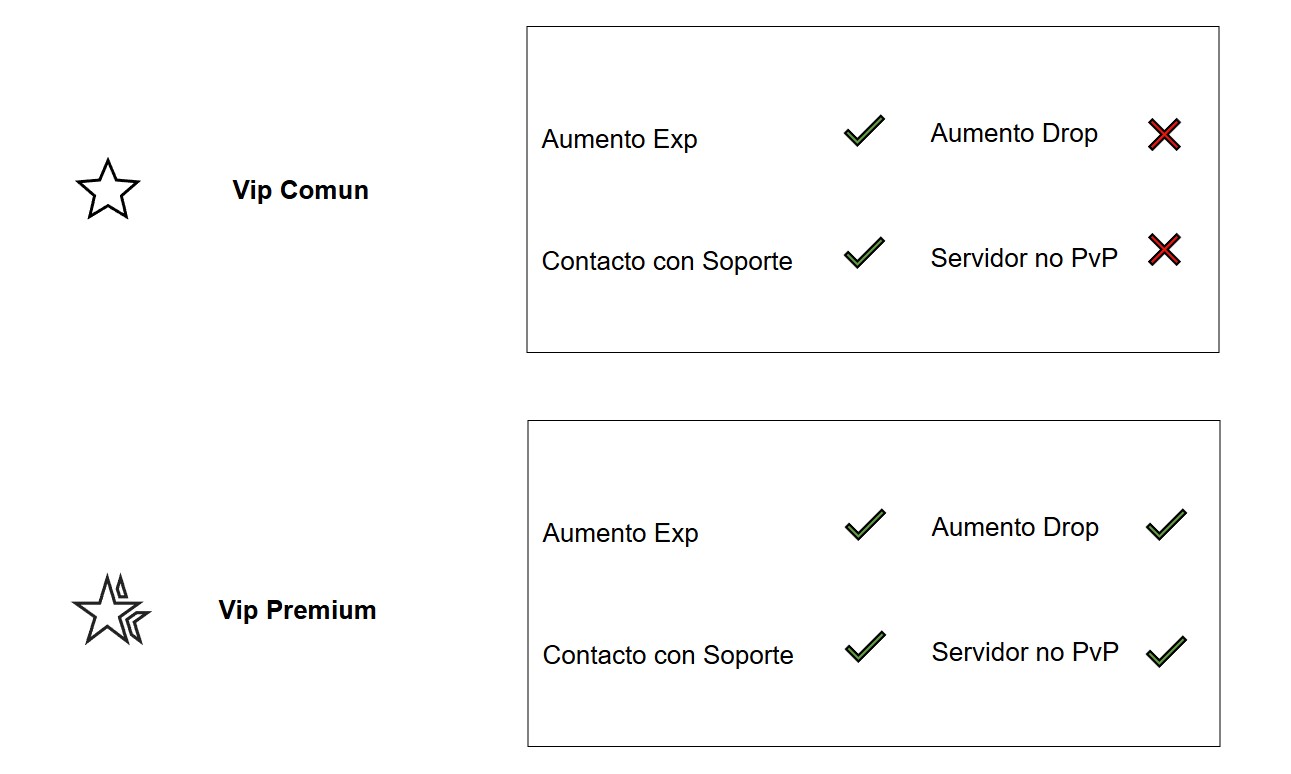 Vip Comun
Aumento Exp
Aumento Drop
Contacto con Soporte
Servidor no PvP
Vip Premium
Aumento Exp
Aumento Drop
Contacto con Soporte
Servidor no PvP